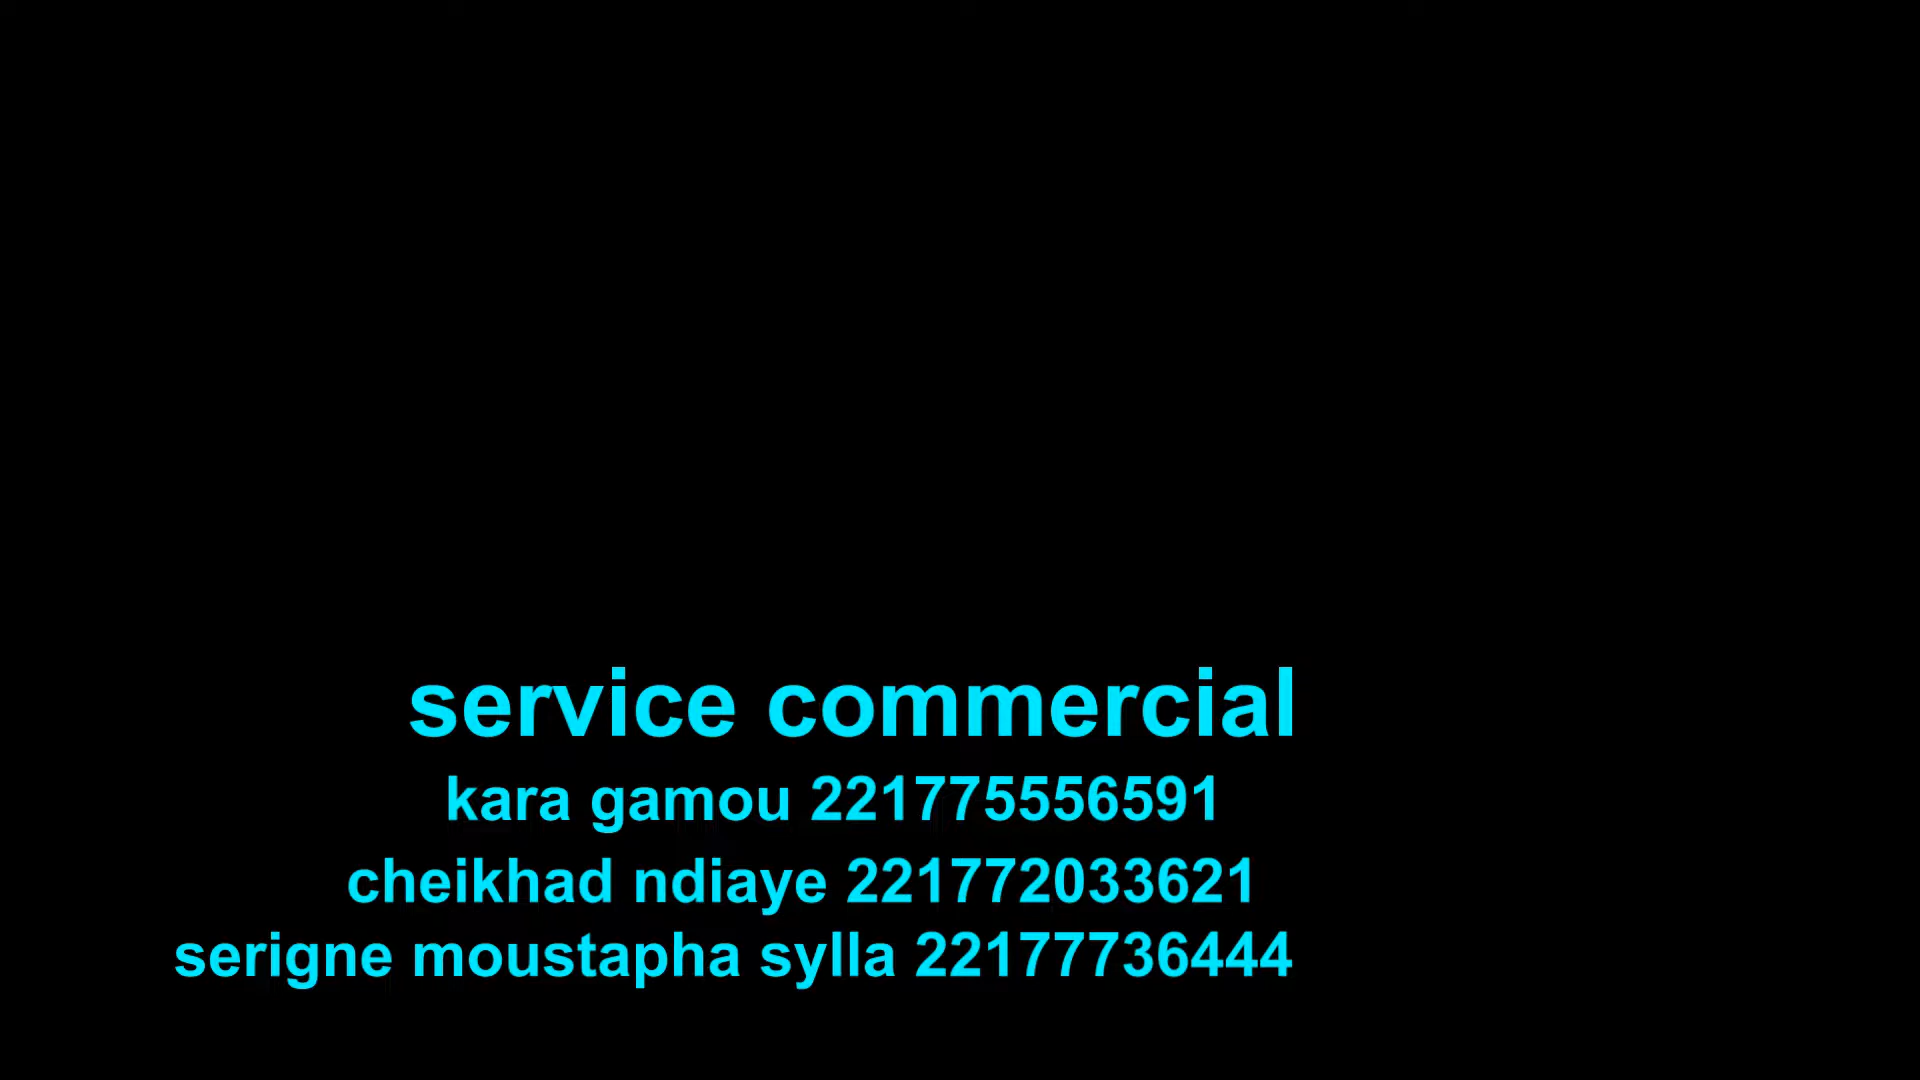 service commercial
kara gamou 221775556591
cheikhad ndiaye 221772033621
serigne moustapha sylla 22177736444